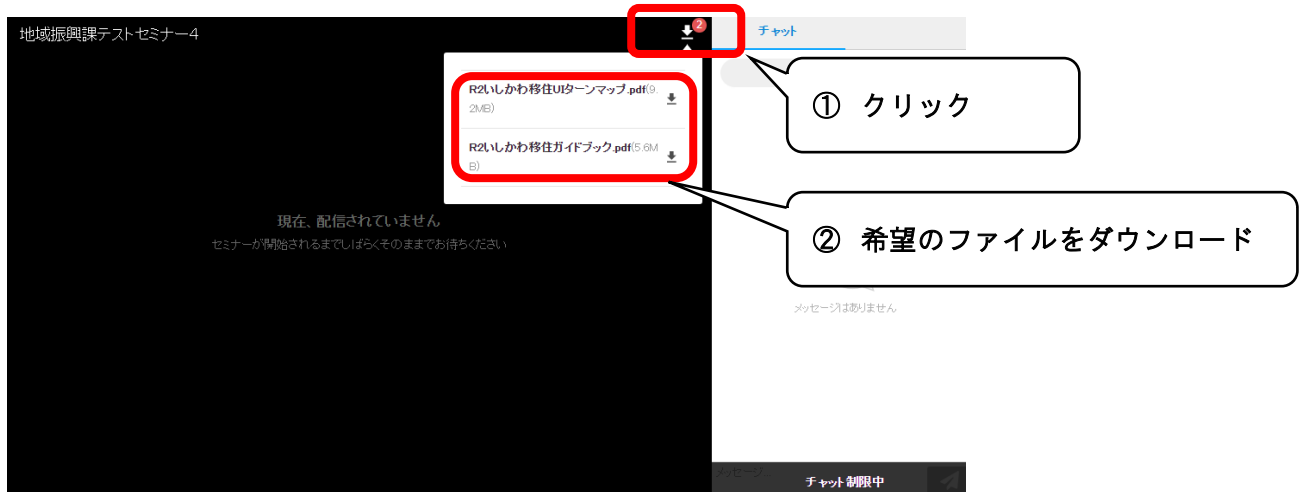 地域振興課テストセミナー4
2
チャット
R2いしかわ移住UIターンマップ.pdf(9.
2MB)
R2いしかわ移住ガイドブック.pdf(5.6M
B)
① クリック
② 希望のファイルをダウンロード
現在、配信されていません
セミナーが開始されるまでしばらくそのままでお待ちください
メッセージはありません
メッセージ
チャット制限中